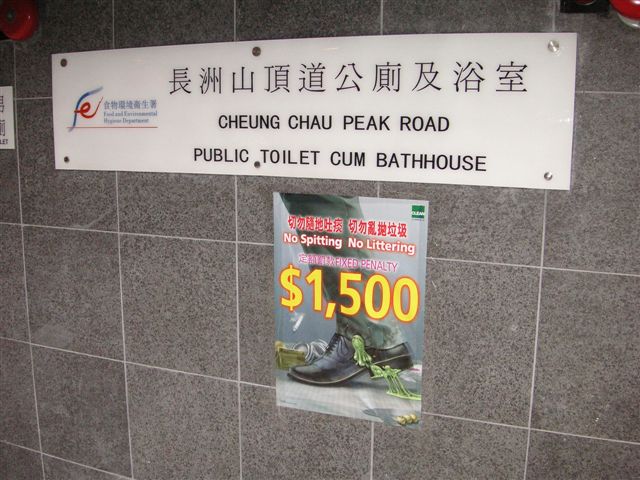 長洲山頂道公廁及浴室
食物環境衞生署
Food and Environmental
Hygiene Department
CHEUNG CHAU PEAK ROAD
PUBLIC TOILET CUM BATHHOUSE
CLEAN
切勿隨地吐痰 切勿亂拋垃圾
No Spitting No Littering
定額罰款 FIXED PENALTY
$1,500